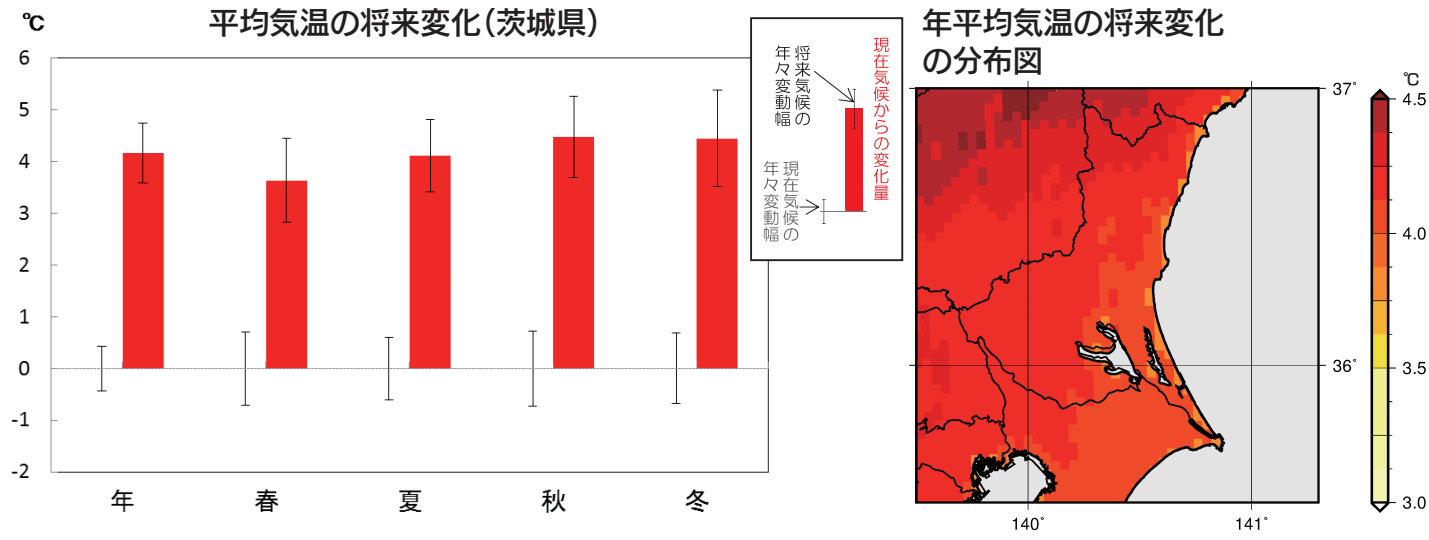 ℃
平均気温の将来変化（茨城県）
6
5
4
3
2
1
0
-1
-2
年
春
夏
秋
冬
現在気候からの変化量
将来気候の
年々変動幅
現在気候の
年々変動幅
年平均気温の将来変化
の分布図
37°
36°
140°
141°
℃
4.5
4.0
3.5
3.0